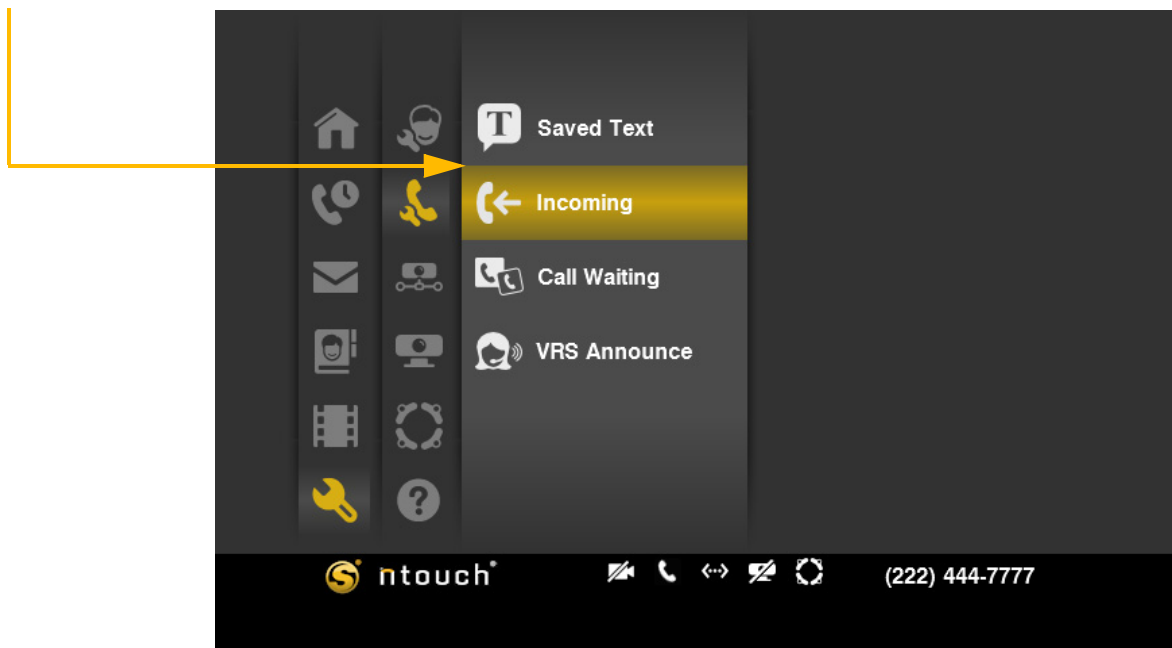 T Saved Text
Incoming
Call Waiting
VRS Announce
?
S ntouch® (222) 444-7777